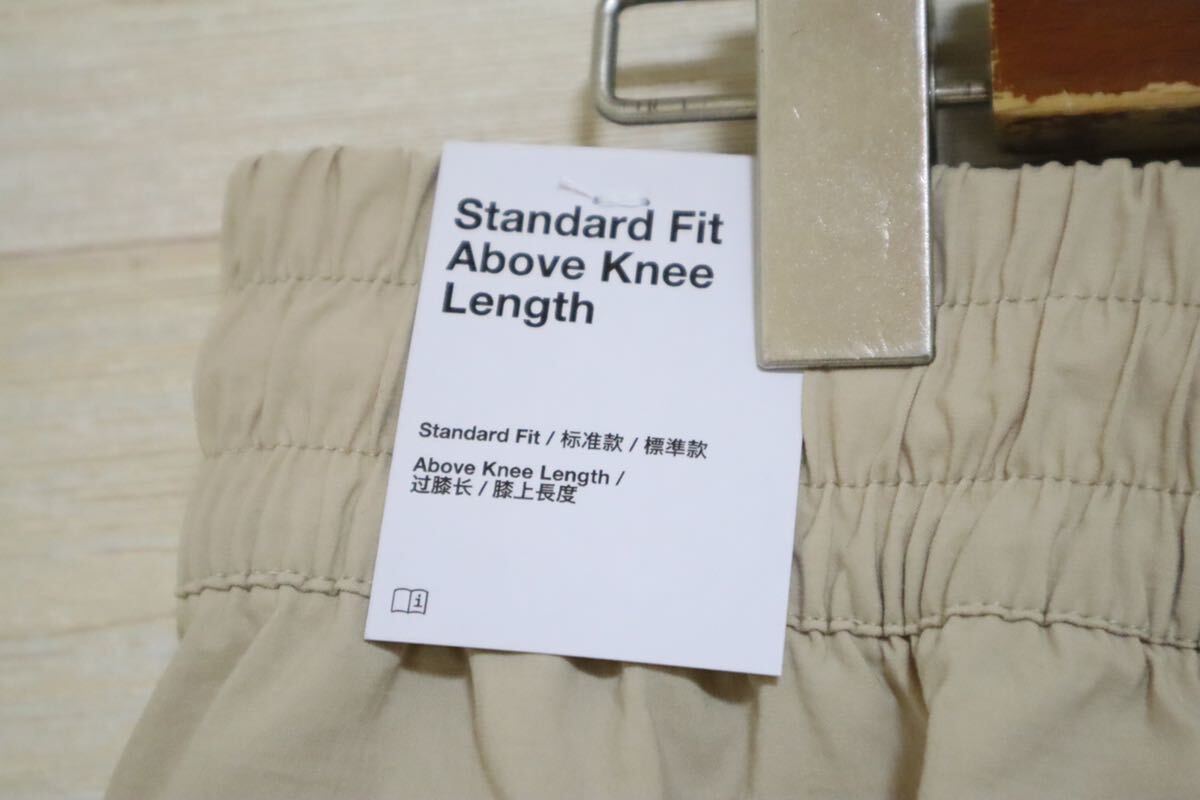 Standard Fit
Above Knee
Length
Standard Fit / 标准款 / 標準款
Above Knee Length /
过膝长 / 膝上長度
i